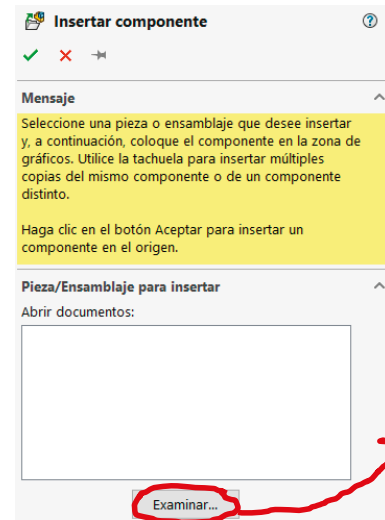 Insertar componente
Mensaje
Seleccione una pieza o ensamblaje que desee insertar
y, a continuación, coloque el componente en la zona de
gráficos. Utilice la tachuela para insertar múltiples
copias del mismo componente o de un componente
distinto.
Haga clic en el botón Aceptar para insertar un
componente en el origen.
Pieza/Ensamblaje para insertar
Abrir documentos:
Examinar...